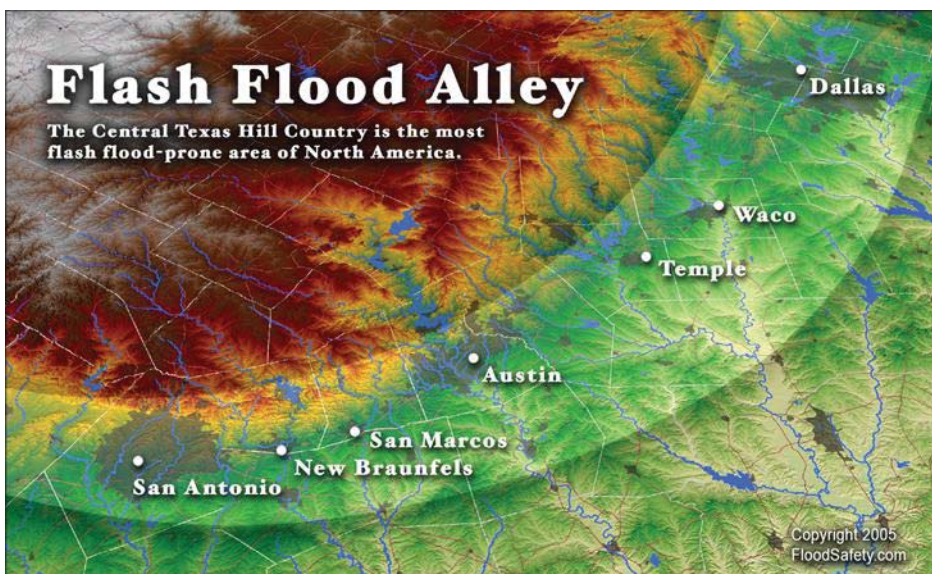 Flash Flood Alley
The Central Texas Hill Country is the most
flash flood-prone area of North America.
Dallas
Waco
Temple
Austin
San Marcos
New Braunfels
San Antonio
Copyright 2005
FloodSafety.com